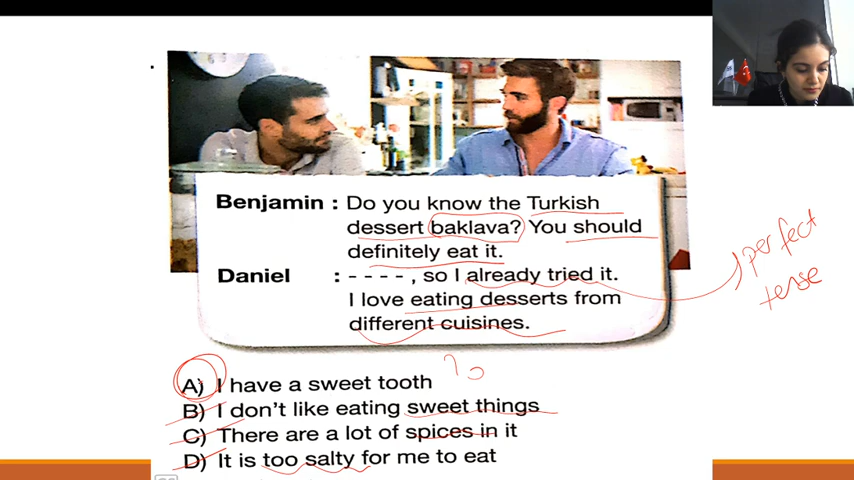 Benjamin : Do you know the Turkish
dessert baklava? You should
definitely eat it.
Daniel : - - - - , so I already tried it.
I love eating desserts from
different cuisines.
perfect
tense
A) I have a sweet tooth
B) I don't like eating sweet things
C) There are a lot of spices in it
D) It is too salty for me to eat